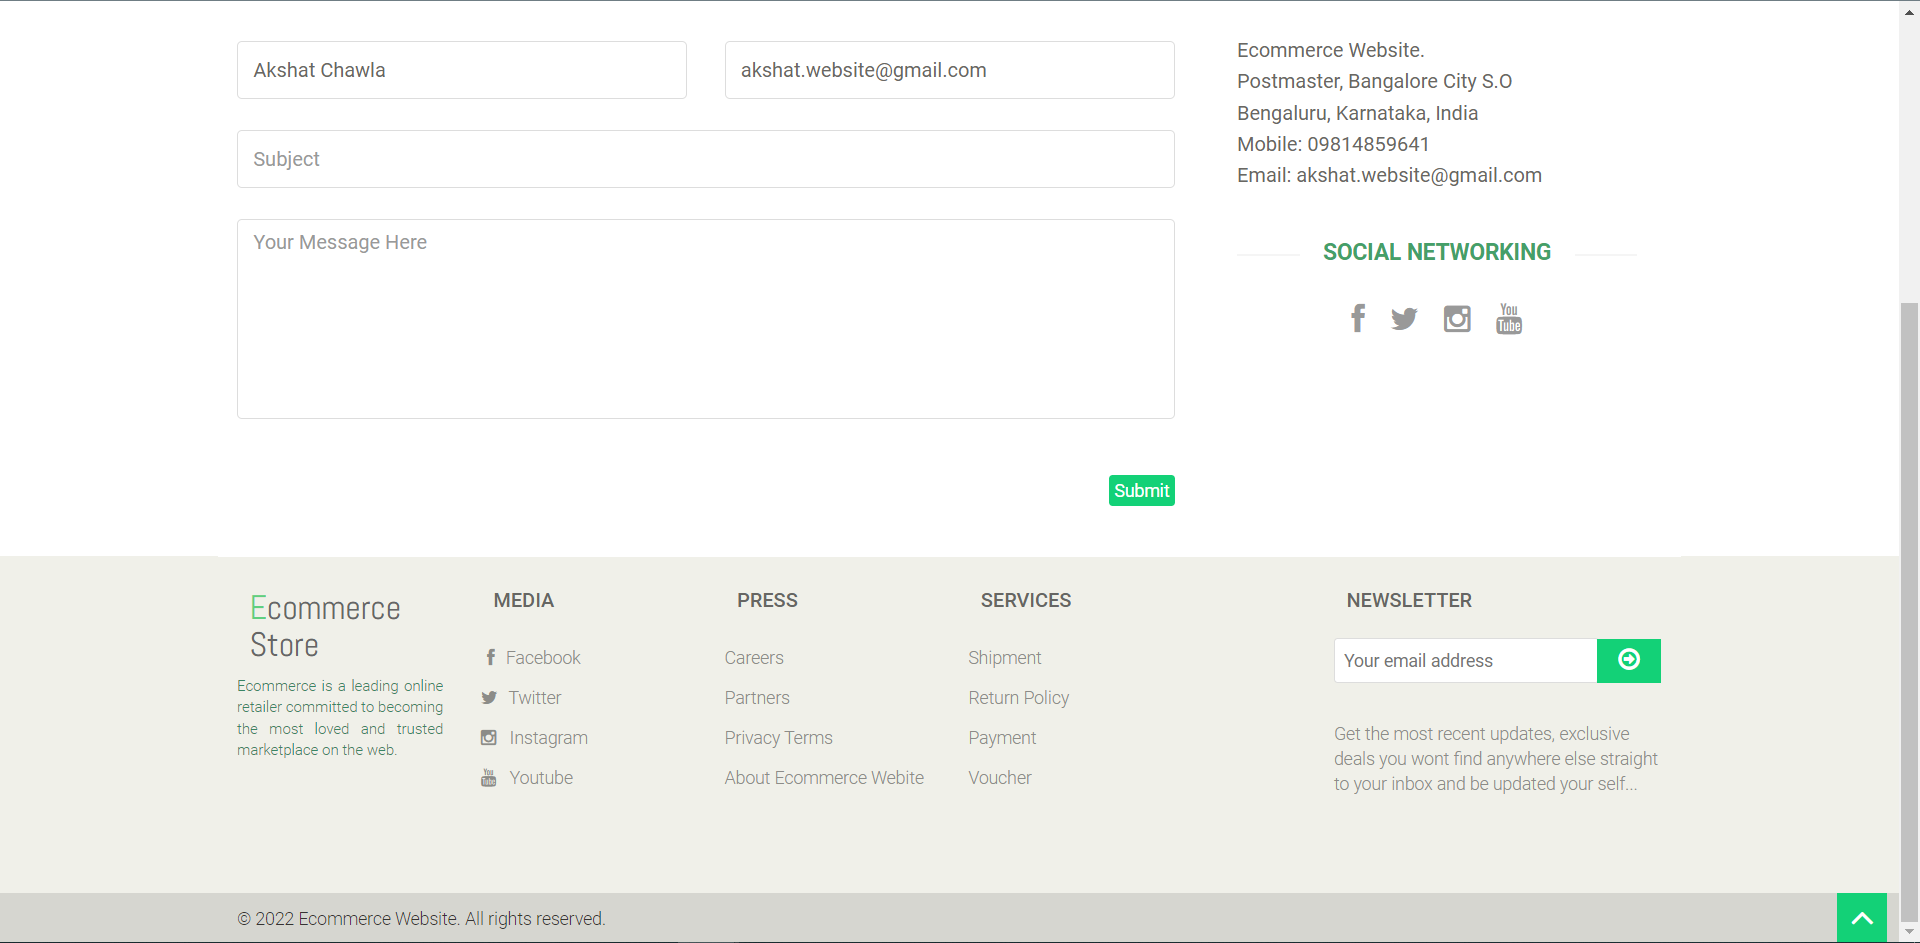 Akshat Chawla
akshat.website@gmail.com
Subject
Your Message Here
Submit
Ecommerce Website.
Postmaster, Bangalore City S.O
Bengaluru, Karnataka, India
Mobile: 09814859641
Email: akshat.website@gmail.com
SOCIAL NETWORKING
You
Tube
Ecommerce
Store
Ecommerce is a leading online
retailer committed to becoming
the most loved and trusted
marketplace on the web.
MEDIA
Facebook
Twitter
Instagram
You
Tube
Youtube
PRESS
Careers
Partners
Privacy Terms
About Ecommerce Webite
SERVICES
Shipment
Return Policy
Payment
Voucher
NEWSLETTER
Your email address
Get the most recent updates, exclusive
deals you wont find anywhere else straight
to your inbox and be updated your self...
© 2022 Ecommerce Website. All rights reserved.